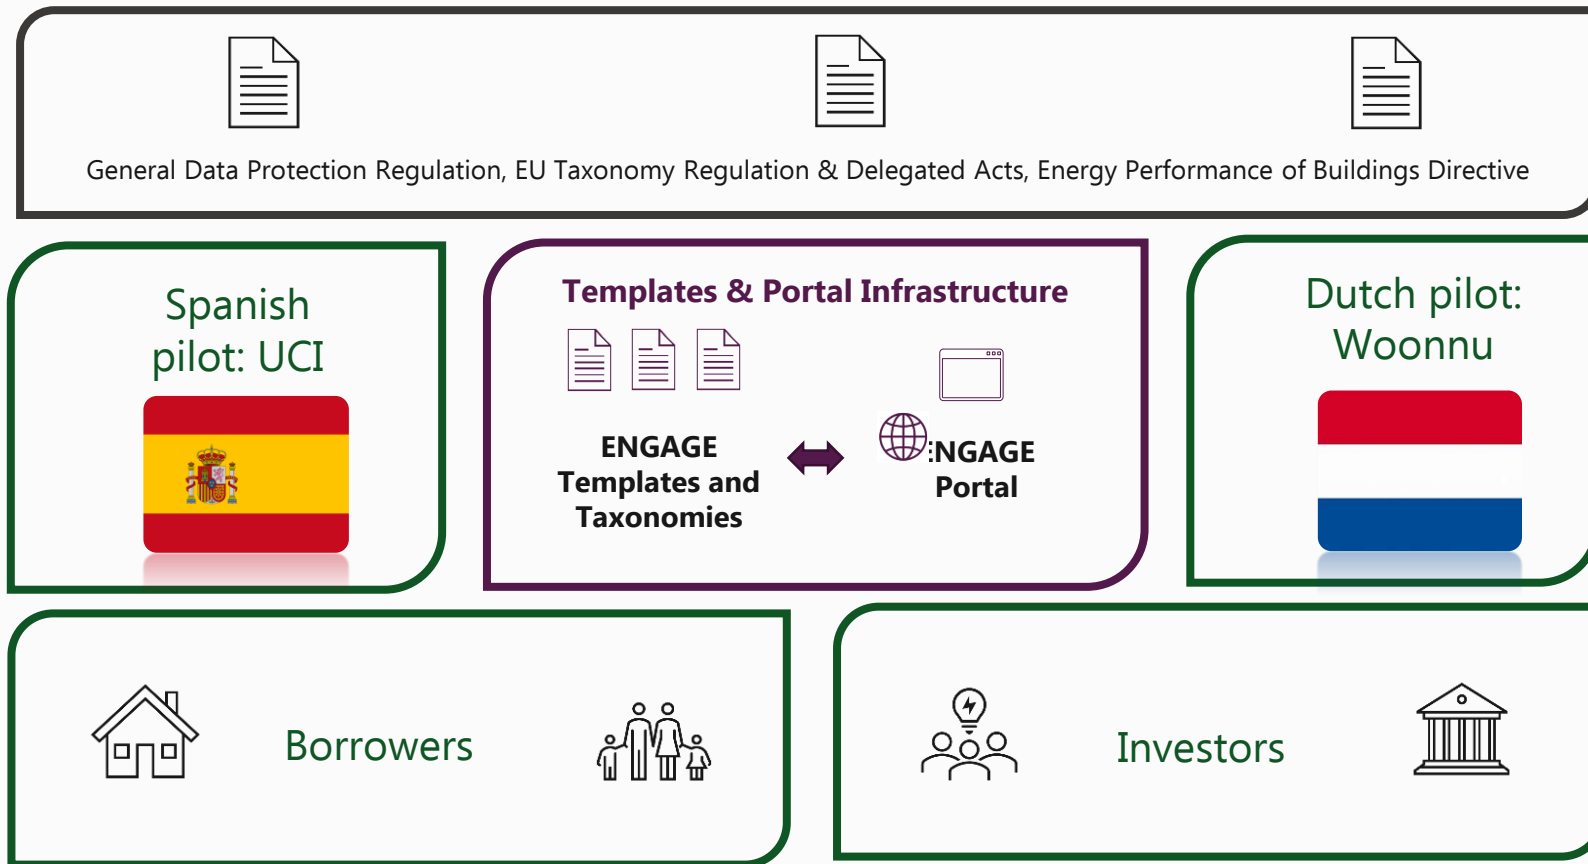 General Data Protection Regulation, EU Taxonomy Regulation & Delegated Acts, Energy Performance of Buildings Directive
Spanish
pilot: UCI
Templates & Portal Infrastructure
ENGAGE
Templates and
Taxonomies
ENGAGE
Portal
Dutch pilot:
Woonnu
Borrowers
Investors